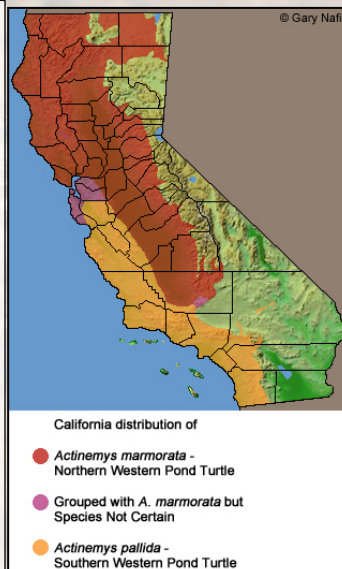 © Gary Nafi
California distribution of
Actinemys marmorata -
Northern Western Pond Turtle
Grouped with A. marmorata but
Species Not Certain
Actinemys pallida -
Southern Western Pond Turtle